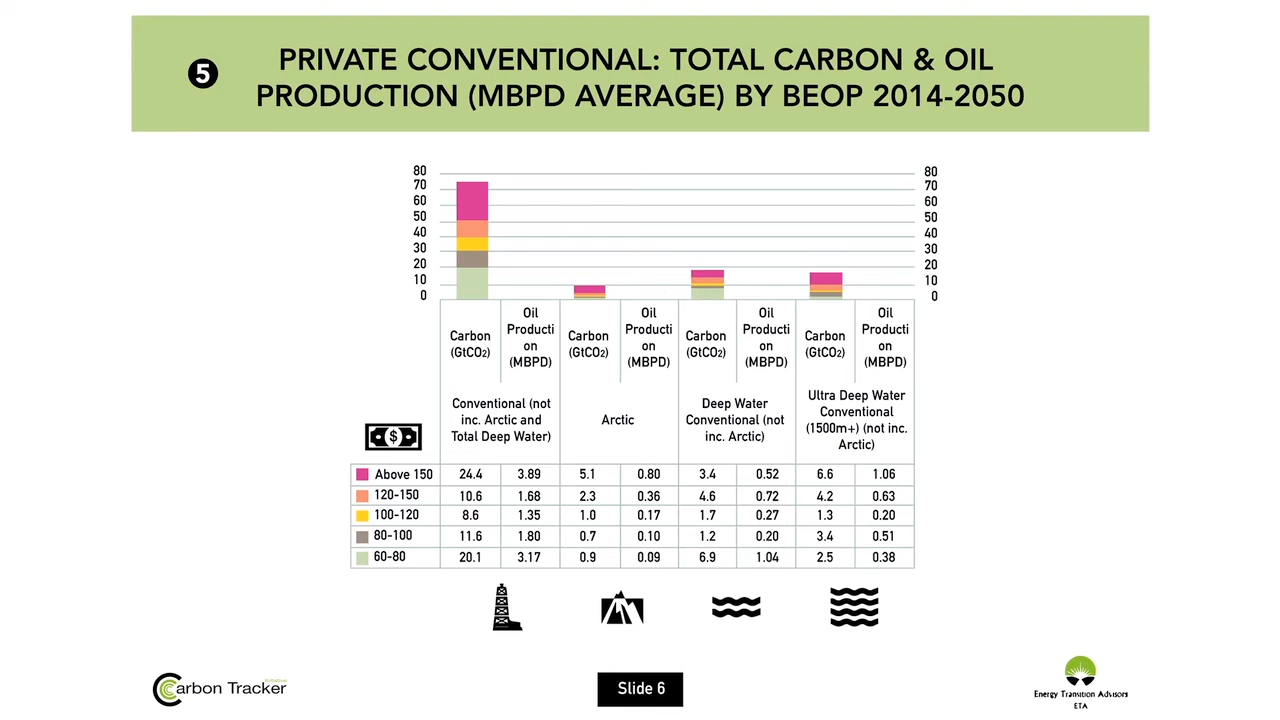 5
PRIVATE CONVENTIONAL: TOTAL CARBON & OIL
PRODUCTION (MBPD AVERAGE) BY BEOP 2014-2050
80 80
70 70
60 60
50 50
40 40
30 30
20 20
10 10
0 0
Carbon
(GtCO2)
Oil
Producti
on
(MBPD)
Carbon
(GtCO2)
Oil
Producti
on
(MBPD)
Carbon
(GtCO2)
Oil
Producti
on
(MBPD)
Carbon
(GtCO2)
Oil
Producti
on
(MBPD)
Conventional (not
inc. Arctic and
Total Deep Water)
Arctic
Deep Water
Conventional (not
inc. Arctic)
Ultra Deep Water
Conventional
(1500m+) (not inc.
Arctic)
$
Above 150 24.4 3.89 5.1 0.80 3.4 0.52 6.6 1.06
120-150 10.6 1.68 2.3 0.36 4.6 0.72 4.2 0.63
100-120 8.6 1.35 1.0 0.17 1.7 0.27 1.3 0.20
80-100 11.6 1.80 0.7 0.10 1.2 0.20 3.4 0.51
60-80 20.1 3.17 0.9 0.09 6.9 1.04 2.5 0.38
Carbon Tracker
Initiative
Slide 6
Energy Transition Advisors
ETA